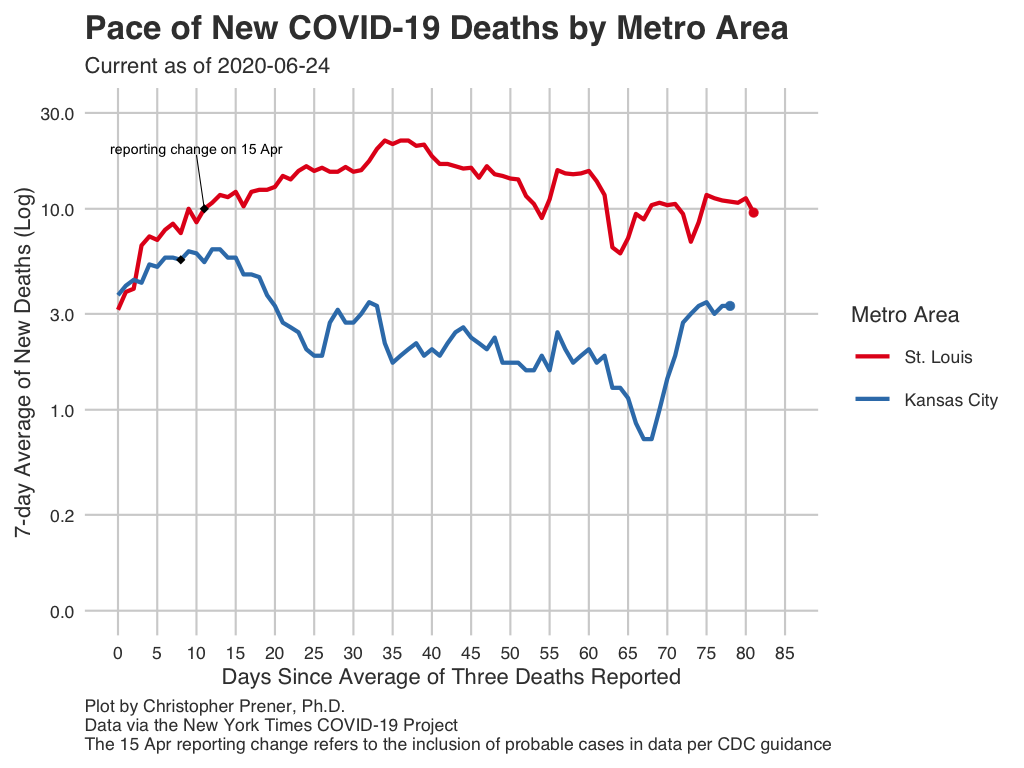 Pace of New COVID-19 Deaths by Metro Area
Current as of 2020-06-24
7-day Average of New Deaths (Log)
30.0
10.0
3.0
1.0
0.2
0.0
reporting change on 15 Apr
0 5 10 15 20 25 30 35 40 45 50 55 60 65 70 75 80 85
Days Since Average of Three Deaths Reported
Metro Area
St. Louis
Kansas City
Plot by Christopher Prener, Ph.D.
Data via the New York Times COVID-19 Project
The 15 Apr reporting change refers to the inclusion of probable cases in data per CDC guidance